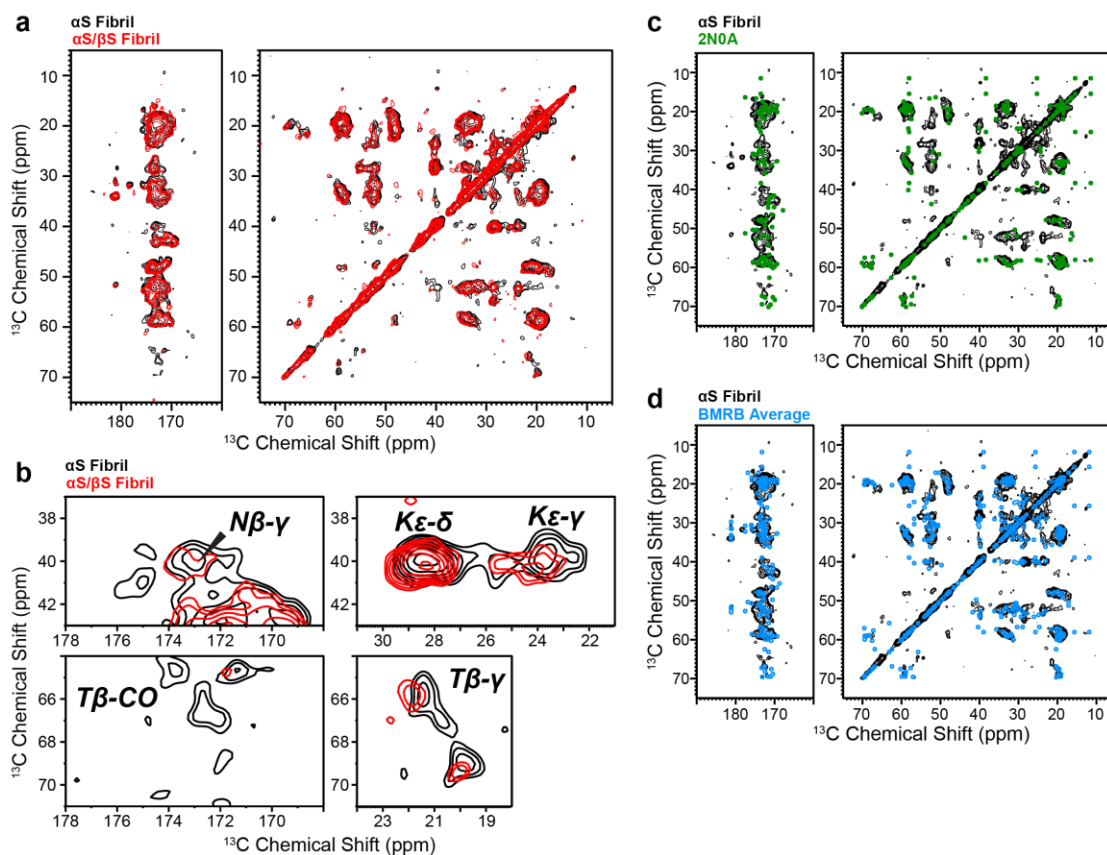 a
αS Fibril
αS/βS Fibril
10
20
30
40
50
60
70
¹³C Chemical Shift (ppm)
180 170
70 60 50 40 30 20 10
¹³C Chemical Shift (ppm)
b
αS Fibril
αS/βS Fibril
38
40
42
Nβ-γ
178 176 174 172 170
38
40
42
Kε-δ Kε-γ
30 28 26 24 22
66
68
70
Tβ-CO
178 176 174 172 170
66
68
70
Tβ-γ
23 21 19
¹³C Chemical Shift (ppm)
¹³C Chemical Shift (ppm)
c
αS Fibril
2N0A
10
20
30
40
50
60
70
¹³C Chemical Shift (ppm)
180 170
70 60 50 40 30 20 10
¹³C Chemical Shift (ppm)
d
αS Fibril
BMRB Average
10
20
30
40
50
60
70
¹³C Chemical Shift (ppm)
180 170
70 60 50 40 30 20 10
¹³C Chemical Shift (ppm)